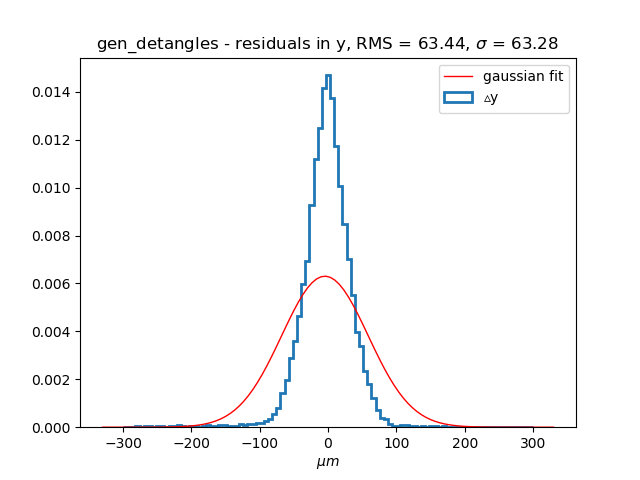 gen_detangles - residuals in y, RMS = 63.44, σ = 63.28
gaussian fit
▵y
0.014
0.012
0.010
0.008
0.006
0.004
0.002
0.000
−300 −200 −100 0 100 200 300
μm